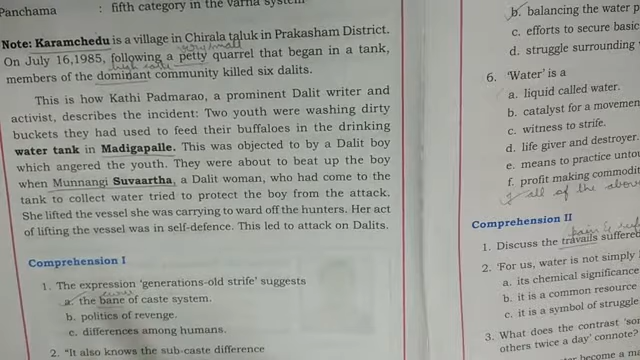 Panchama : fifth category in the varna system
Note: Karamchedu is a village in Chirala taluk in Prakasham District.
very small
On July 16,1985, following a petty quarrel that began in a tank,
high caste
members of the dominant community killed six dalits.
This is how Kathi Padmarao, a prominent Dalit writer and
activist, describes the incident: Two youth were washing dirty
buckets they had used to feed their buffaloes in the drinking
water tank in Madigapalle. This was objected to by a Dalit boy
which angered the youth. They were about to beat up the boy
when Munnangi Suvaartha, a Dalit woman, who had come to the
tank to collect water tried to protect the boy from the attack.
She lifted the vessel she was carrying to ward off the hunters. Her act
of lifting the vessel was in self-defence. This led to attack on Dalits.
Comprehension I
1. The expression 'generations-old strife' suggests
curse
a. the bane of caste system.
b. politics of revenge.
c. differences among humans.
2. "It also knows the sub-caste difference
b. balancing the water p
c. efforts to secure basic
d. struggle surrounding
6. 'Water' is a
a. liquid called water.
b. catalyst for a movemen
c. witness to strife.
d. life giver and destroyer.
e. means to practice unto
f. profit making commodit
g all of the above
Comprehension II
pain &
1. Discuss the travails suffered
2. 'For us, water is not simply
a. its chemical significance
b. it is a common resource
c. it is a symbol of struggle
3. What does the contrast 'so
others twice a day' connote?
become a m